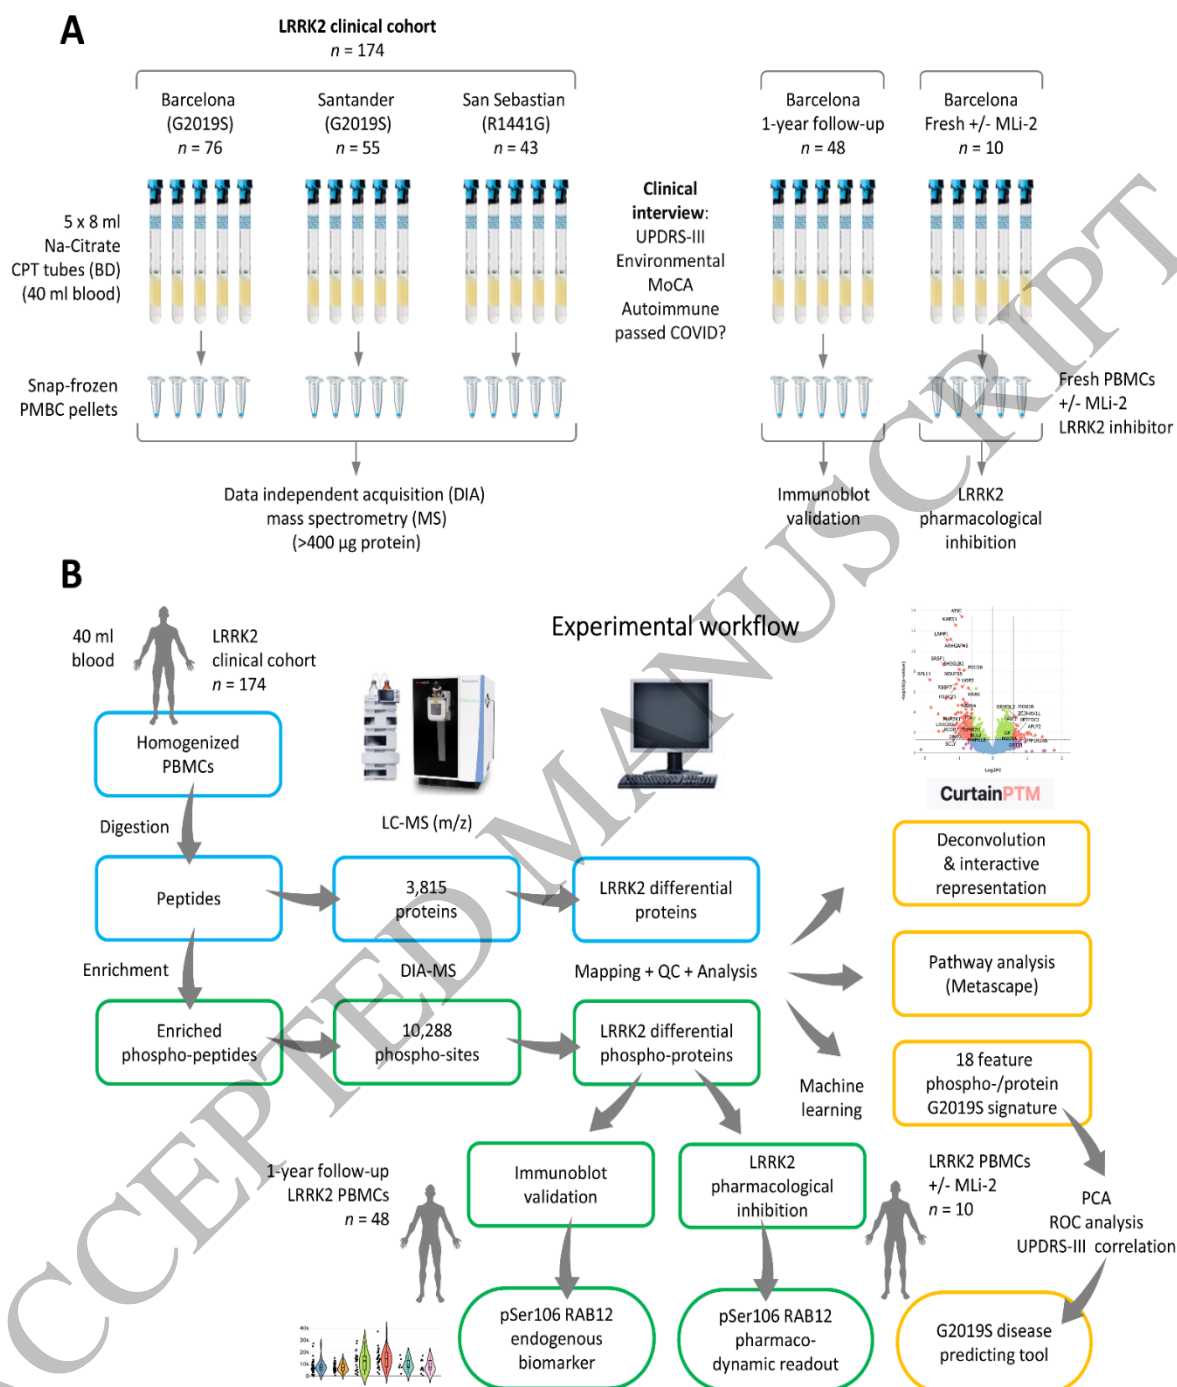 A
LRRK2 clinical cohort
n = 174
Barcelona
(G2019S)
n = 76
Santander
(G2019S)
n = 55
San Sebastian
(R1441G)
n = 43
Barcelona
1-year follow-up
n = 48
Barcelona
Fresh +/- MLi-2
n = 10
5 x 8 ml
Na-Citrate
CPT tubes (BD)
(40 ml blood)
Clinical
interview:
UPDRS-III
Environmental
MoCA
Autoimmune
passed COVID?
Snap-frozen
PMBC pellets
Fresh PBMCs
+/- MLi-2
LRRK2 inhibitor
Data independent acquisition (DIA)
mass spectrometry (MS)
(>400 µg protein)
Immunoblot
validation
LRRK2
pharmacological
inhibition
B
Experimental workflow
40 ml
blood
LRRK2
clinical cohort
n = 174
Homogenized
PBMCs
LC-MS (m/z)
CurtainPTM
Digestion
Peptides
3,815
proteins
LRRK2 differential
proteins
Deconvolution
& interactive
representation
Enrichment
DIA-MS
Mapping + QC + Analysis
Pathway analysis
(Metascape)
Enriched
phospho-peptides
10,288
phospho-sites
LRRK2 differential
phospho-proteins
Machine
learning
18 feature
phospho-/protein
G2019S signature
1-year follow-up
LRRK2 PBMCs
n = 48
Immunoblot
validation
LRRK2
pharmacological
inhibition
LRRK2 PBMCs
+/- MLi-2
n = 10
PCA
ROC analysis
UPDRS-III correlation
40k
30k
20k
10k
0
pSer106 RAB12
endogenous
biomarker
pSer106 RAB12
pharmaco-
dynamic readout
G2019S disease
predicting tool
CCEPTED MANUSCRIPT